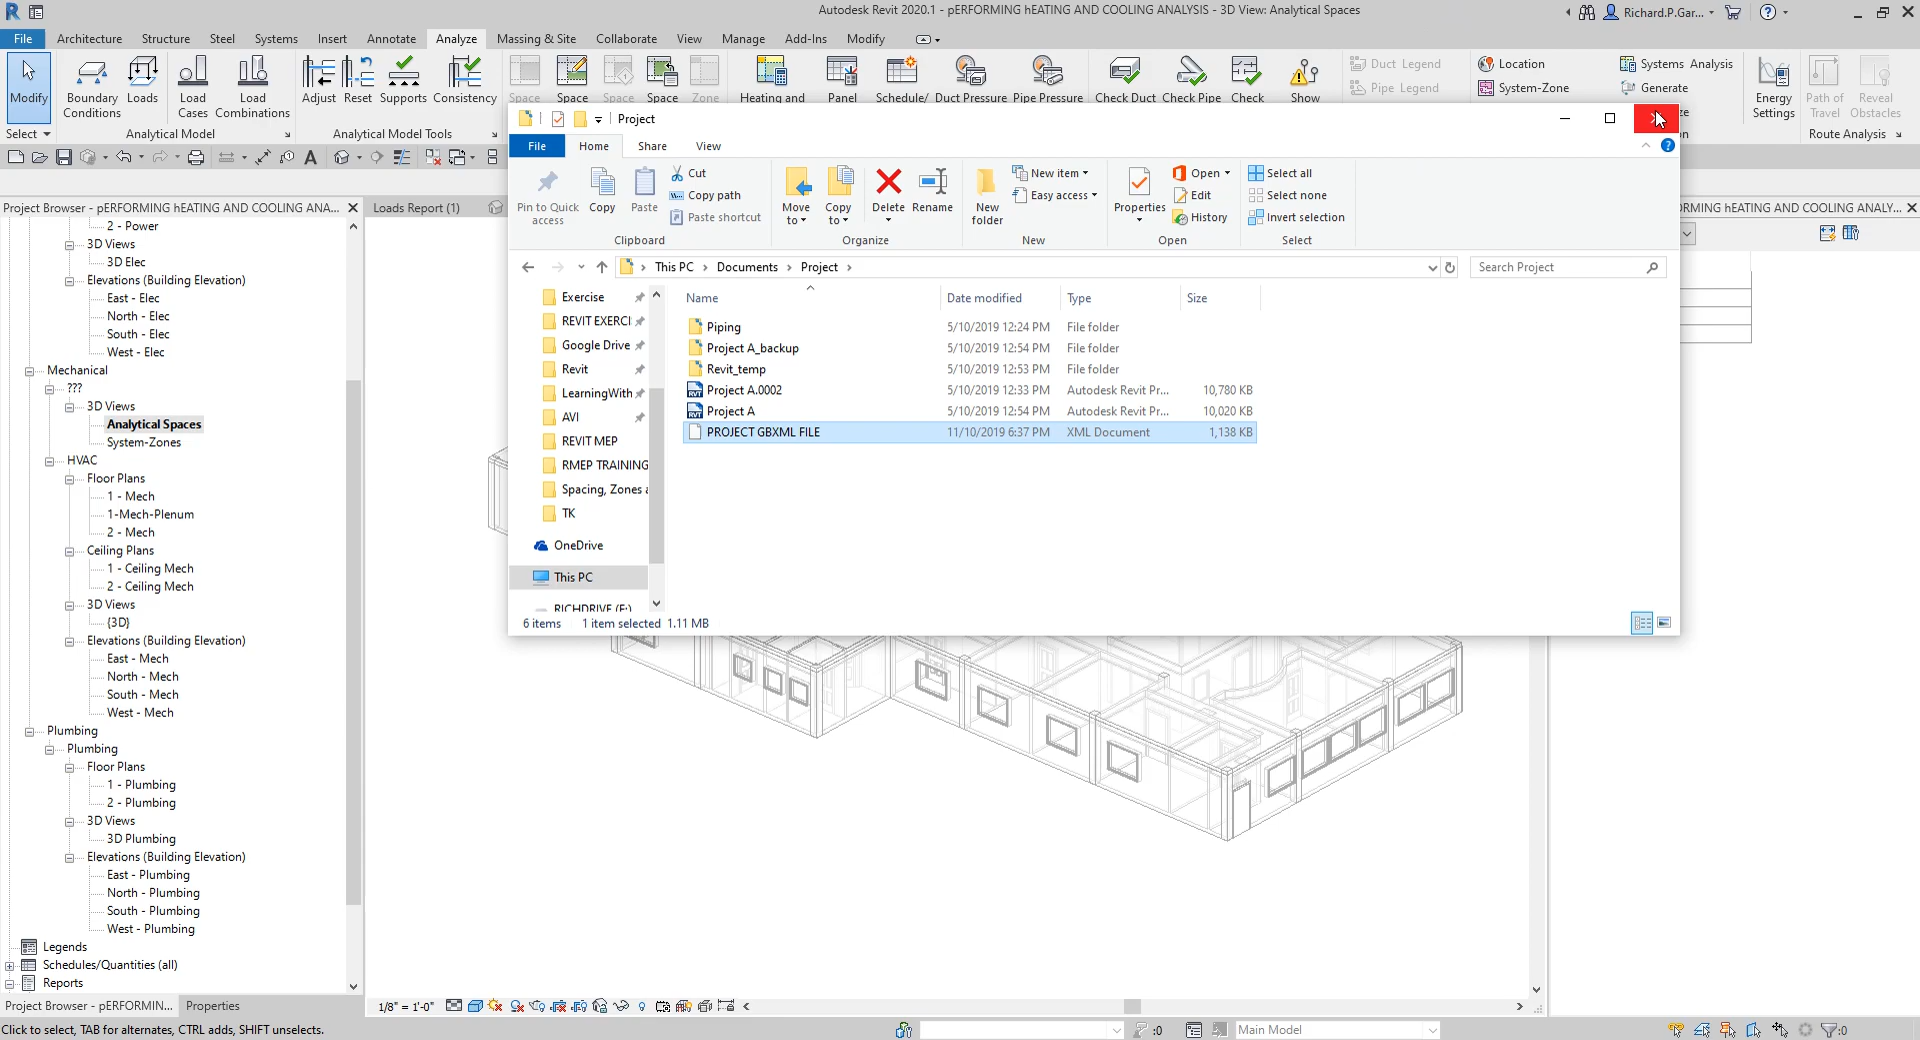 Autodesk Revit 2020.1 - pERFORMING hEATING AND COOLING ANALYSIS - 3D View: Analytical Spaces
Richard.P.Gar...
File Architecture Structure Steel Systems Insert Annotate Analyze Massing & Site Collaborate View Manage Add-Ins Modify
Modify
Boundary Conditions
Loads
Load Cases
Load Combinations
Adjust Reset Supports Consistency
Space Space Space Space Zone Heating and Panel Schedule/ Duct Pressure Pipe Pressure Check Duct Check Pipe Check Show
Duct Legend
Pipe Legend
Location
System-Zone
Systems Analysis
Generate
Energy Settings
Path of Travel
Reveal Obstacles
Select
Analytical Model
Analytical Model Tools
Route Analysis
Project
File Home Share View
Pin to Quick access
Copy
Paste
Cut
Copy path
Paste shortcut
Move to
Copy to
Delete
Rename
New folder
New item
Easy access
Properties
Open
Edit
History
Select all
Select none
Invert selection
Clipboard Organize New Open Select
This PC > Documents > Project >
Search Project
Name Date modified Type Size
Piping 5/10/2019 12:24 PM File folder
Project A_backup 5/10/2019 12:54 PM File folder
Revit_temp 5/10/2019 12:53 PM File folder
Project A.0002 5/10/2019 12:33 PM Autodesk Revit Pr... 10,780 KB
Project A 5/10/2019 12:54 PM Autodesk Revit Pr... 10,020 KB
PROJECT GBXML FILE 11/10/2019 6:37 PM XML Document 1,138 KB
Exercise
REVIT EXERCI
Google Drive
Revit
LearningWith
AVI
REVIT MEP
RMEP TRAINING
Spacing, Zones a
TK
OneDrive
This PC
RICHDRIVE (E:)
6 items 1 item selected 1.11 MB
Project Browser - pERFORMING hEATING AND COOLING ANA...
Loads Report (1)
RMING hEATING AND COOLING ANALY...
2 - Power
3D Views
3D Elec
Elevations (Building Elevation)
East - Elec
North - Elec
South - Elec
West - Elec
Mechanical
???
3D Views
Analytical Spaces
System-Zones
HVAC
Floor Plans
1 - Mech
1-Mech-Plenum
2 - Mech
Ceiling Plans
1 - Ceiling Mech
2 - Ceiling Mech
3D Views
{3D}
Elevations (Building Elevation)
East - Mech
North - Mech
South - Mech
West - Mech
Plumbing
Plumbing
Floor Plans
1 - Plumbing
2 - Plumbing
3D Views
3D Plumbing
Elevations (Building Elevation)
East - Plumbing
North - Plumbing
South - Plumbing
West - Plumbing
Legends
Schedules/Quantities (all)
Reports
Project Browser - pERFORMIN... Properties
1/8" = 1'-0"
Click to select, TAB for alternates, CTRL adds, SHIFT unselects.
:0
Main Model
:0